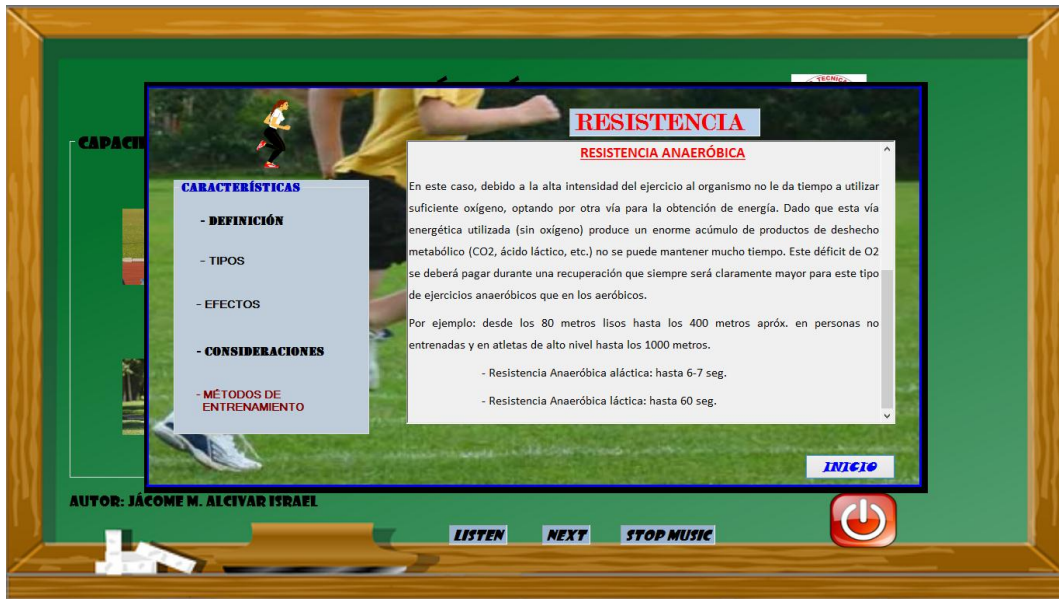 TECNICA
CAPACI
RESISTENCIA
RESISTENCIA ANAERÓBICA
En este caso, debido a la alta intensidad del ejercicio al organismo no le da tiempo a utilizar
suficiente oxígeno, optando por otra vía para la obtención de energía. Dado que esta vía
energética utilizada (sin oxígeno) produce un enorme acúmulo de productos de deshecho
metabólico (CO2, ácido láctico, etc.) no se puede mantener mucho tiempo. Este déficit de O2
se deberá pagar durante una recuperación que siempre será claramente mayor para este tipo
de ejercicios anaeróbicos que en los aeróbicos.
Por ejemplo: desde los 80 metros lisos hasta los 400 metros apróx. en personas no
entrenadas y en atletas de alto nivel hasta los 1000 metros.
- Resistencia Anaeróbica aláctica: hasta 6-7 seg.
- Resistencia Anaeróbica láctica: hasta 60 seg.
CARACTERÍSTICAS
- DEFINICIÓN
- TIPOS
- EFECTOS
- CONSIDERACIONES
- MÉTODOS DE
ENTRENAMIENTO
INICIO
AUTOR: JÁCOME M. ALCIVAR ISRAEL
LISTEN
NEXT
STOP MUSIC